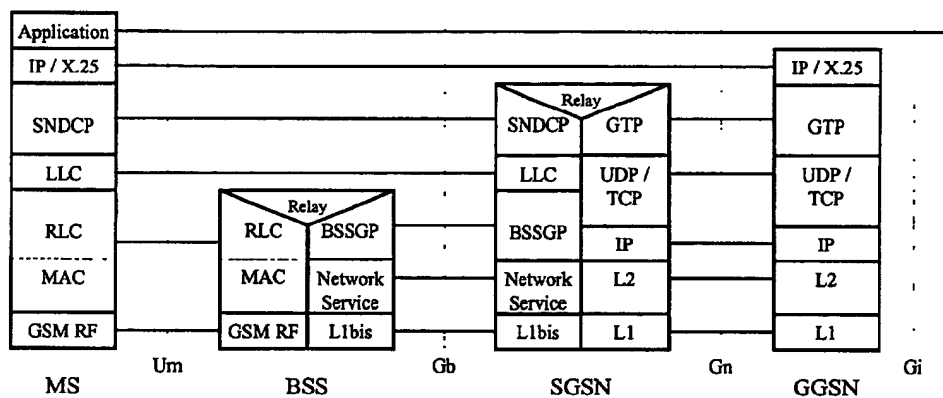 Application
IP / X.25
IP / X.25
Relay
SNDCP
SNDCP
GTP
GTP
LLC
LLC
UDP /
TCP
UDP /
TCP
Relay
RLC
RLC
BSSGP
BSSGP
IP
IP
MAC
MAC
Network
Service
Network
Service
L2
L2
GSM RF
GSM RF
L1bis
L1bis
L1
L1
Um
Gb
Gn
Gi
MS
BSS
SGSN
GGSN